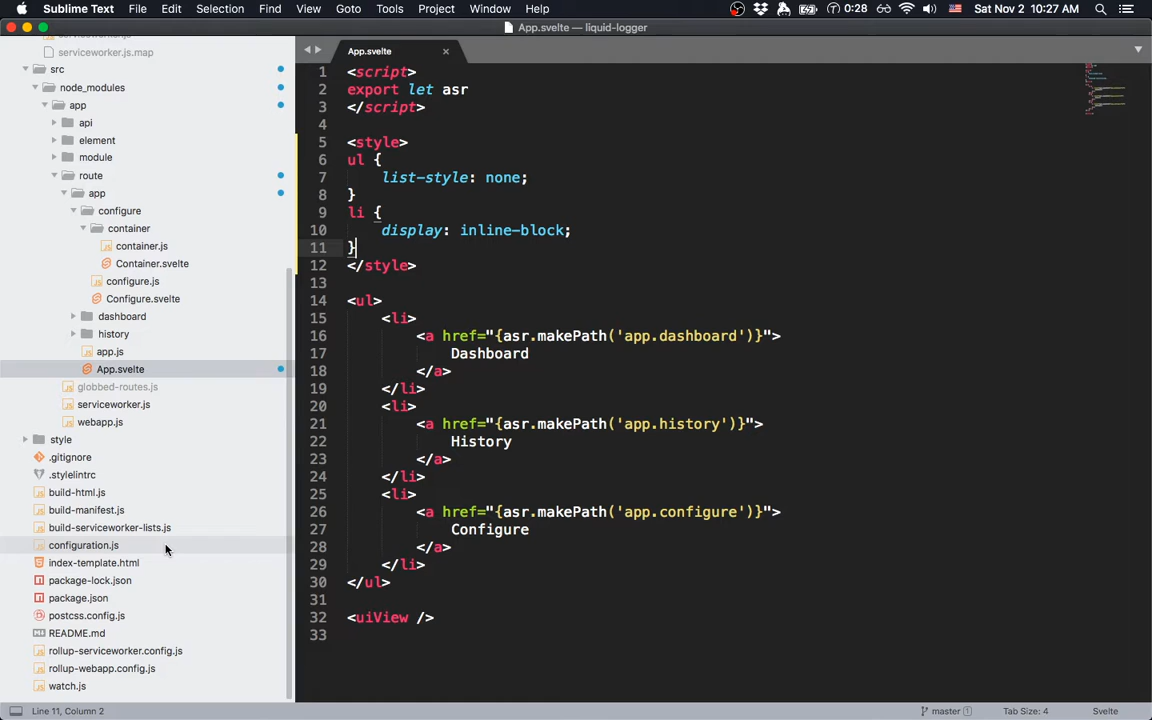 Sublime Text File Edit Selection Find View Goto Tools Project Window Help 0:28 Sat Nov 2 10:27 AM
App.svelte — liquid-logger
serviceworker.js
serviceworker.js.map
src
node_modules
app
api
element
module
route
app
configure
container
container.js
Container.svelte
configure.js
Configure.svelte
dashboard
history
app.js
App.svelte
globbed-routes.js
serviceworker.js
webapp.js
style
.gitignore
.stylelintrc
build-html.js
build-manifest.js
build-serviceworker-lists.js
configuration.js
index-template.html
package-lock.json
package.json
postcss.config.js
README.md
rollup-serviceworker.config.js
rollup-webapp.config.js
watch.js
App.svelte
1 <script>
2 export let asr
3 </script>
4
5 <style>
6 ul {
7 list-style: none;
8 }
9 li {
10 display: inline-block;
11 }
12 </style>
13
14 <ul>
15 <li>
16 <a href="{asr.makePath('app.dashboard')}">
17 Dashboard
18 </a>
19 </li>
20 <li>
21 <a href="{asr.makePath('app.history')}">
22 History
23 </a>
24 </li>
25 <li>
26 <a href="{asr.makePath('app.configure')}">
27 Configure
28 </a>
29 </li>
30 </ul>
31
32 <uiView />
33
Line 11, Column 2 master 1 Tab Size: 4 Svelte